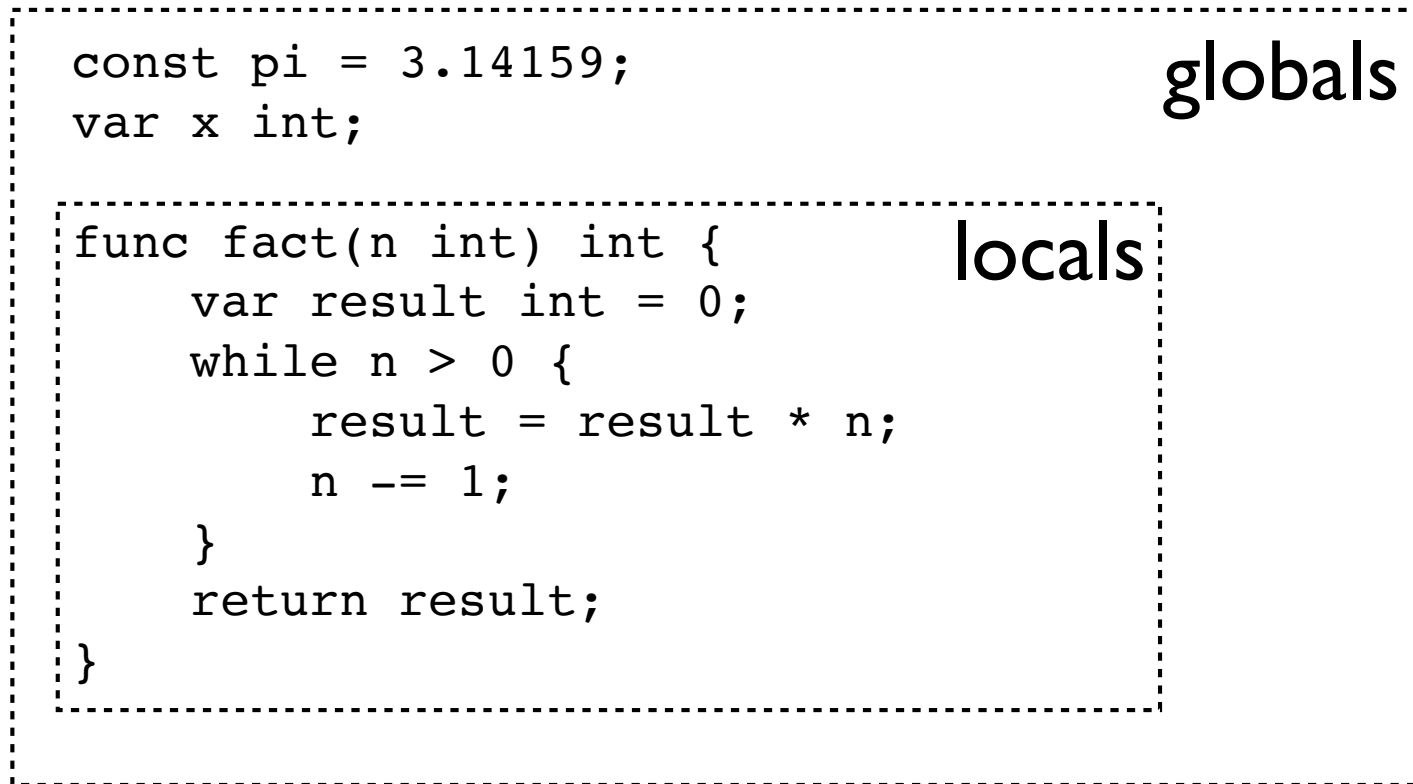 const pi = 3.14159;
globals
var x int;
func fact(n int) int {
locals
    var result int = 0;
    while n > 0 {
        result = result * n;
        n -= 1;
    }
    return result;
}